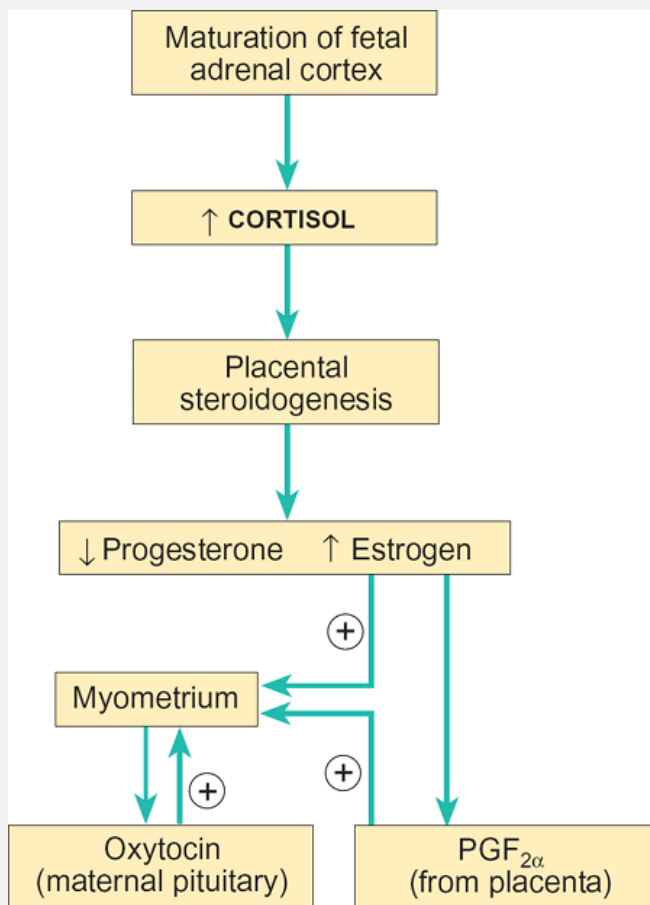 Maturation of fetal
adrenal cortex
↑ CORTISOL
Placental
steroidogenesis
↓ Progesterone ↑ Estrogen
+
Myometrium
+
+
Oxytocin
(maternal pituitary)
PGF2α
(from placenta)